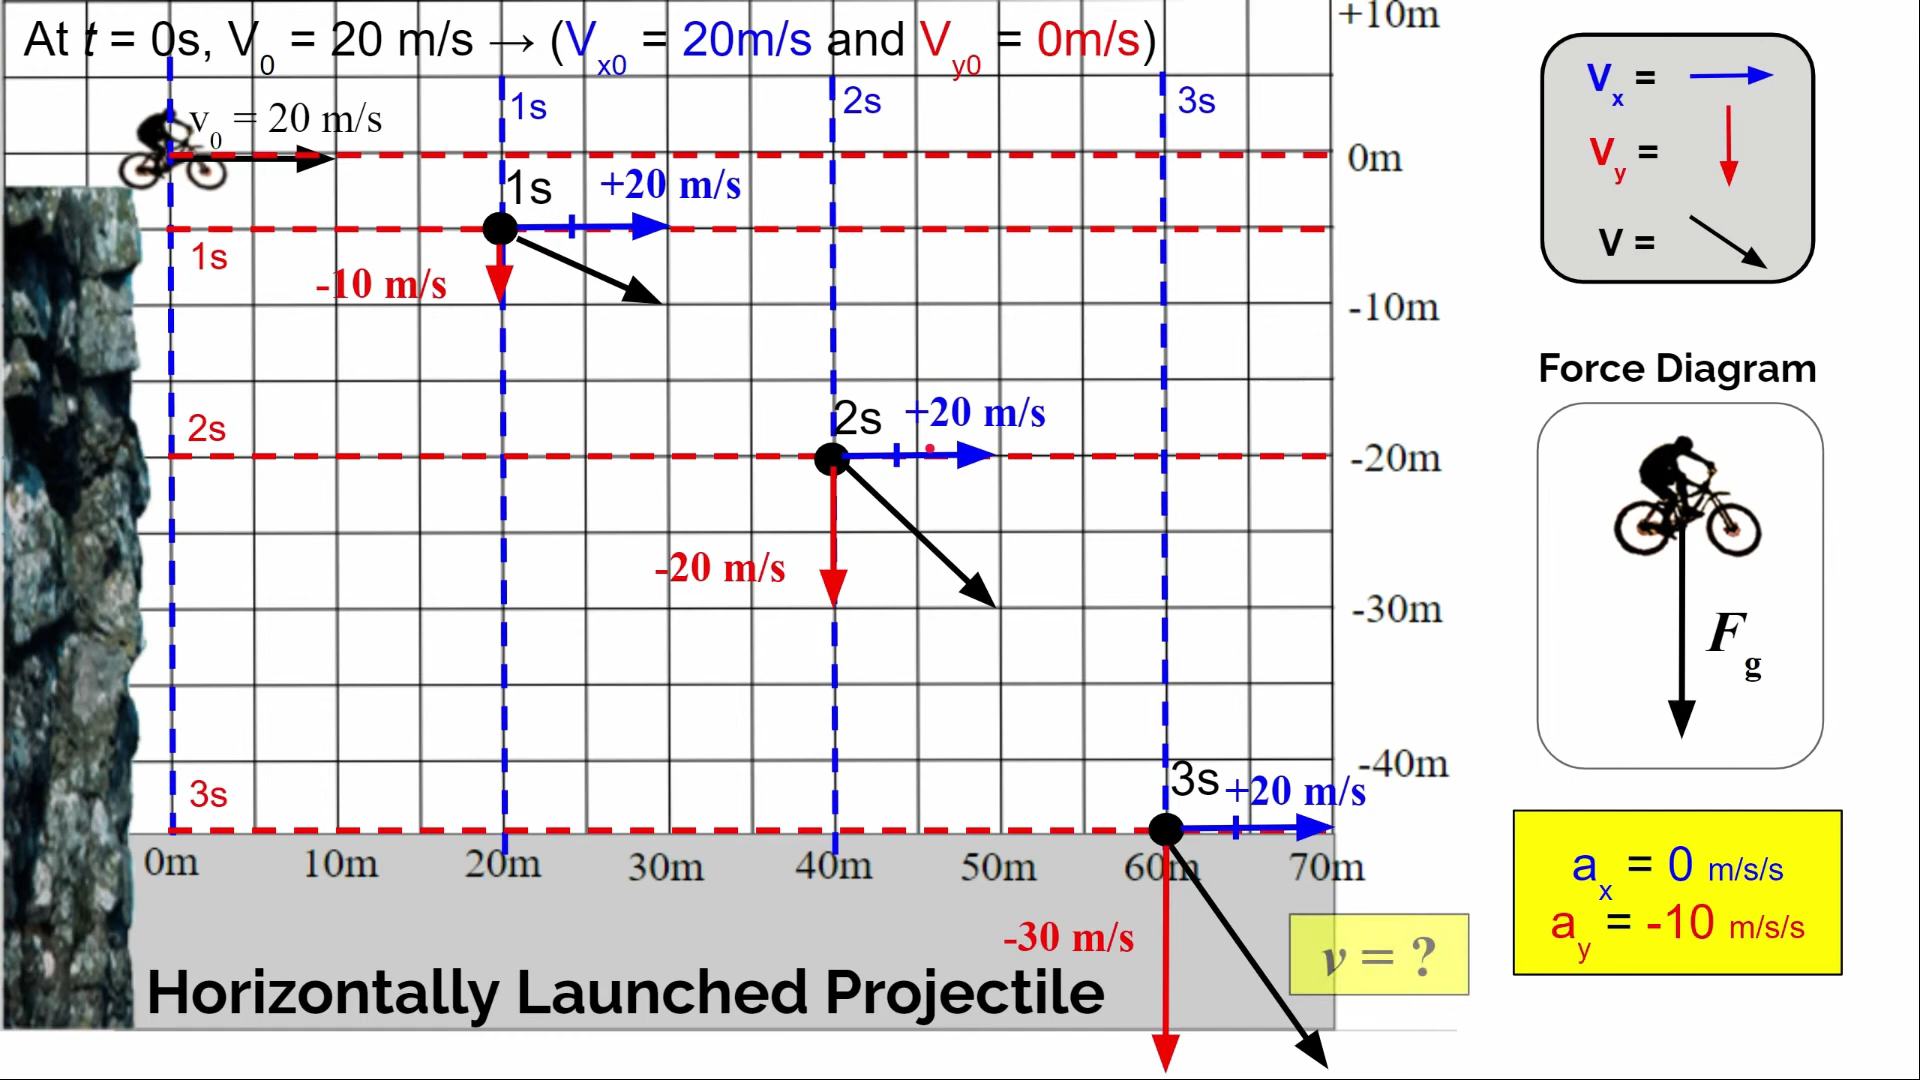 At t = 0s, V0 = 20 m/s → (Vx0 = 20m/s and Vy0 = 0m/s)
v0 = 20 m/s
1s
2s
3s
+10m
0m
-10m
-20m
-30m
-40m
1s
2s
3s
1s
+20 m/s
-10 m/s
2s
+20 m/s
-20 m/s
3s
+20 m/s
-30 m/s
0m
10m
20m
30m
40m
50m
60m
70m
v = ?
Horizontally Launched Projectile
Vx =
Vy =
V =
Force Diagram
Fg
ax = 0 m/s/s
ay = -10 m/s/s